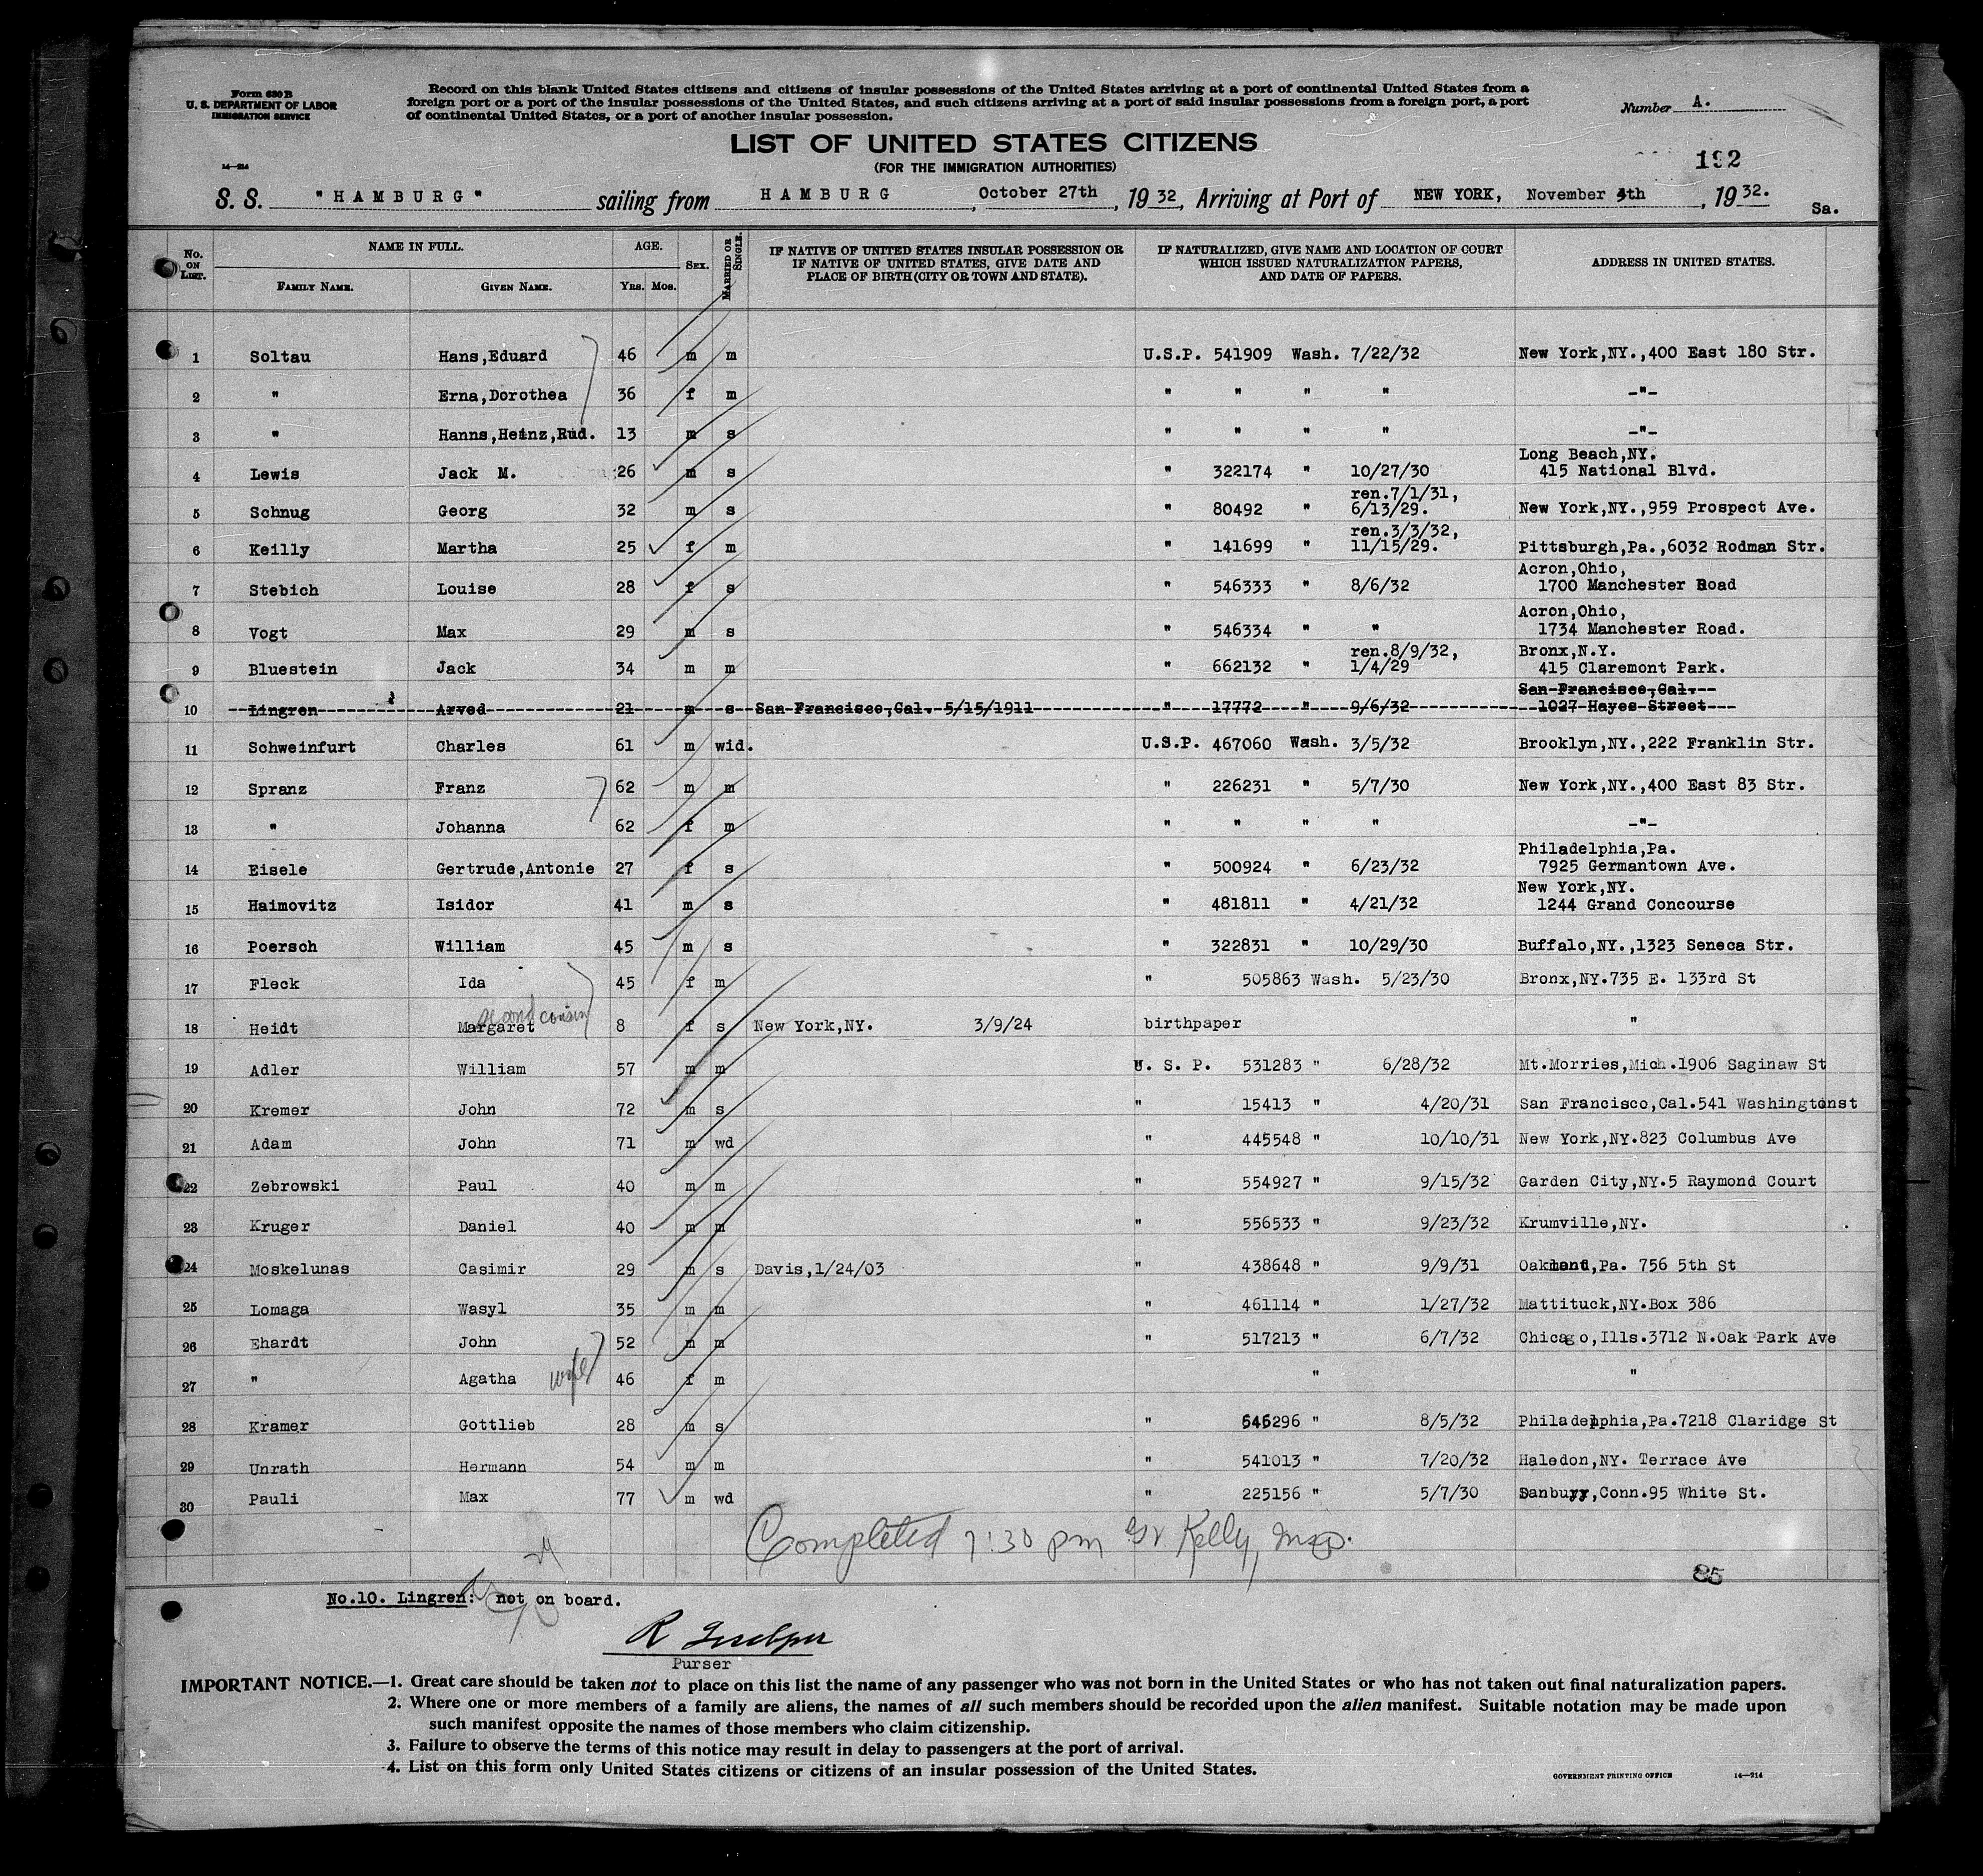 Form 630 B
U. S. DEPARTMENT OF LABOR
IMMIGRATION SERVICE
14—214
Record on this blank United States citizens and citizens of insular possessions of the United States arriving at a port of continental United States from a
foreign port or a port of the insular possessions of the United States, and such citizens arriving at a port of said insular possessions from a foreign port, a port
of continental United States, or a port of another insular possession.
Number A.
LIST OF UNITED STATES CITIZENS
(FOR THE IMMIGRATION AUTHORITIES)
192
S. S. "HAMBURG" sailing from HAMBURG, October 27th, 1932, Arriving at Port of NEW YORK, November 4th, 1932.
Sa.
No. ON LIST. NAME IN FULL. FAMILY NAME. GIVEN NAME. AGE. YRS. MOS. SEX. MARRIED OR SINGLE. IF NATIVE OF UNITED STATES INSULAR POSSESSION OR IF NATIVE OF UNITED STATES, GIVE DATE AND PLACE OF BIRTH (CITY OR TOWN AND STATE). IF NATURALIZED, GIVE NAME AND LOCATION OF COURT WHICH ISSUED NATURALIZATION PAPERS, AND DATE OF PAPERS. ADDRESS IN UNITED STATES.
1 Soltau Hans,Eduard 46 m m U.S.P. 541909 Wash. 7/22/32 New York,NY.,400 East 180 Str.
2 " Erna,Dorothea 36 f m " " " " -"-
3 " Hanns,Heinz,Rud. 13 m s " " " " -"-
4 Lewis Jack M. 26 m s " 322174 " 10/27/30 Long Beach,NY. 415 National Blvd.
5 Schnug Georg 32 m s " 80492 " ren.7/1/31, 6/13/29. New York,NY.,959 Prospect Ave.
6 Keilly Martha 25 f m " 141699 " ren.3/3/32, 11/15/29. Pittsburgh,Pa.,6032 Rodman Str.
7 Stebich Louise 28 f s " 546333 " 8/6/32 Acron,Ohio, 1700 Manchester Road
8 Vogt Max 29 m s " 546334 " " Acron,Ohio, 1734 Manchester Road.
9 Bluestein Jack 34 m m " 662132 " ren.8/9/32, 1/4/29 Bronx,N.Y. 415 Claremont Park.
10 Lingren Arved 21 m s San Francisco,Cal. 5/15/1911 " 17772 " 9/6/32 San Francisco,Cal. 1027 Hayes Street
11 Schweinfurt Charles 61 m wid. U.S.P. 467060 Wash. 3/5/32 Brooklyn,NY.,222 Franklin Str.
12 Spranz Franz 62 m m " 226231 " 5/7/30 New York,NY.,400 East 83 Str.
13 " Johanna 62 f m " " " " -"-
14 Eisele Gertrude,Antonie 27 f s " 500924 " 6/23/32 Philadelphia,Pa. 7925 Germantown Ave.
15 Haimovitz Isidor 41 m s " 481811 " 4/21/32 New York,NY. 1244 Grand Concourse
16 Poersch William 45 m s " 322831 " 10/29/30 Buffalo,NY.,1323 Seneca Str.
17 Fleck Ida 45 f m " 505863 Wash. 5/23/30 Bronx,NY.735 E. 133rd St
second cousin
18 Heidt Margaret 8 f s New York,NY. 3/9/24 birthpaper "
19 Adler William 57 m m U. S. P. 531283 " 6/28/32 Mt.Morries,Mich.1906 Saginaw St
20 Kremer John 72 m s " 15413 " 4/20/31 San Francisco,Cal.541 Washingtonst
21 Adam John 71 m wd " 445548 " 10/10/31 New York,NY.823 Columbus Ave
22 Zebrowski Paul 40 m m " 554927 " 9/15/32 Garden City,NY.5 Raymond Court
23 Kruger Daniel 40 m m " 556533 " 9/23/32 Krumville,NY.
24 Moskelunas Casimir 29 m s Davis,1/24/03 " 438648 " 9/9/31 Pa. 756 5th St
25 Lomaga Wasyl 35 m m " 461114 " 1/27/32 Mattituck,NY.Box 386
26 Ehardt John 52 m m " 517213 " 6/7/32 Chicago,Ills.3712 N.Oak Park Ave
27 " Agatha wife 46 f m " "
28 Kramer Gottlieb 28 m s " 646296 " 8/5/32 Philadelphia,Pa.7218 Claridge St
29 Unrath Hermann 54 m m " 541013 " 7/20/32 Haledon,NY. Terrace Ave
30 Pauli Max 77 m wd " 225156 " 5/7/30 Danbury,Conn.95 White St.
Completed 7:30 pm Kelly, Insp.
85
No.10. Lingren: not on board.
R
Purser
IMPORTANT NOTICE.—1. Great care should be taken not to place on this list the name of any passenger who was not born in the United States or who has not taken out final naturalization papers.
2. Where one or more members of a family are aliens, the names of all such members should be recorded upon the alien manifest. Suitable notation may be made upon
such manifest opposite the names of those members who claim citizenship.
3. Failure to observe the terms of this notice may result in delay to passengers at the port of arrival.
4. List on this form only United States citizens or citizens of an insular possession of the United States.
GOVERNMENT PRINTING OFFICE 14—214